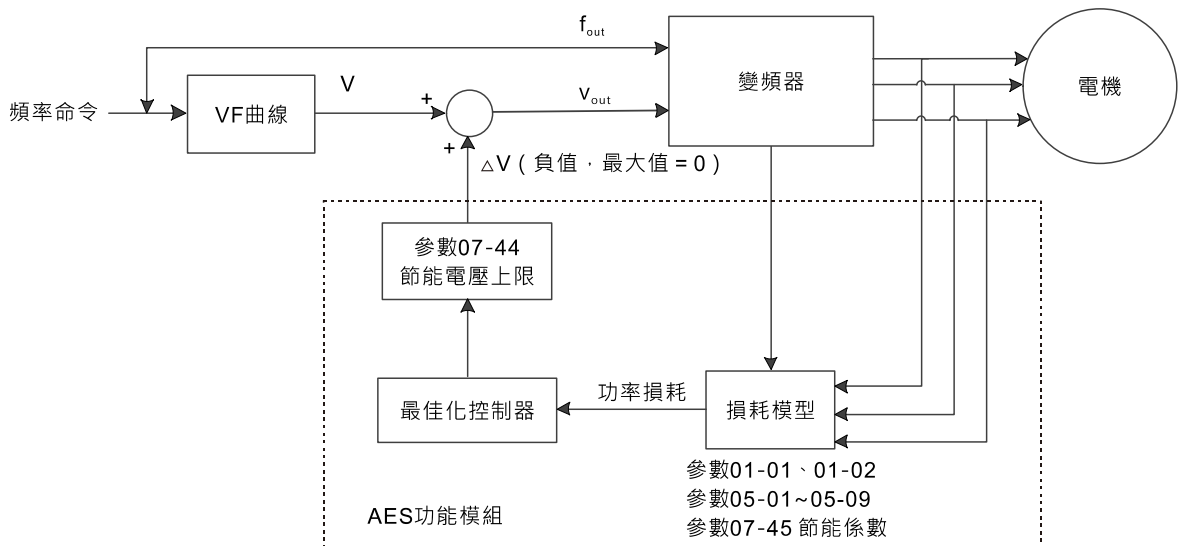 f out
變頻器
電機
頻率命令
VF曲線
V
+
v out
+
△V（負值，最大值 = 0）
參數07-44
節能電壓上限
最佳化控制器
功率損耗
損耗模型
參數01-01、01-02
參數05-01~05-09
參數07-45 節能係數
AES功能模組